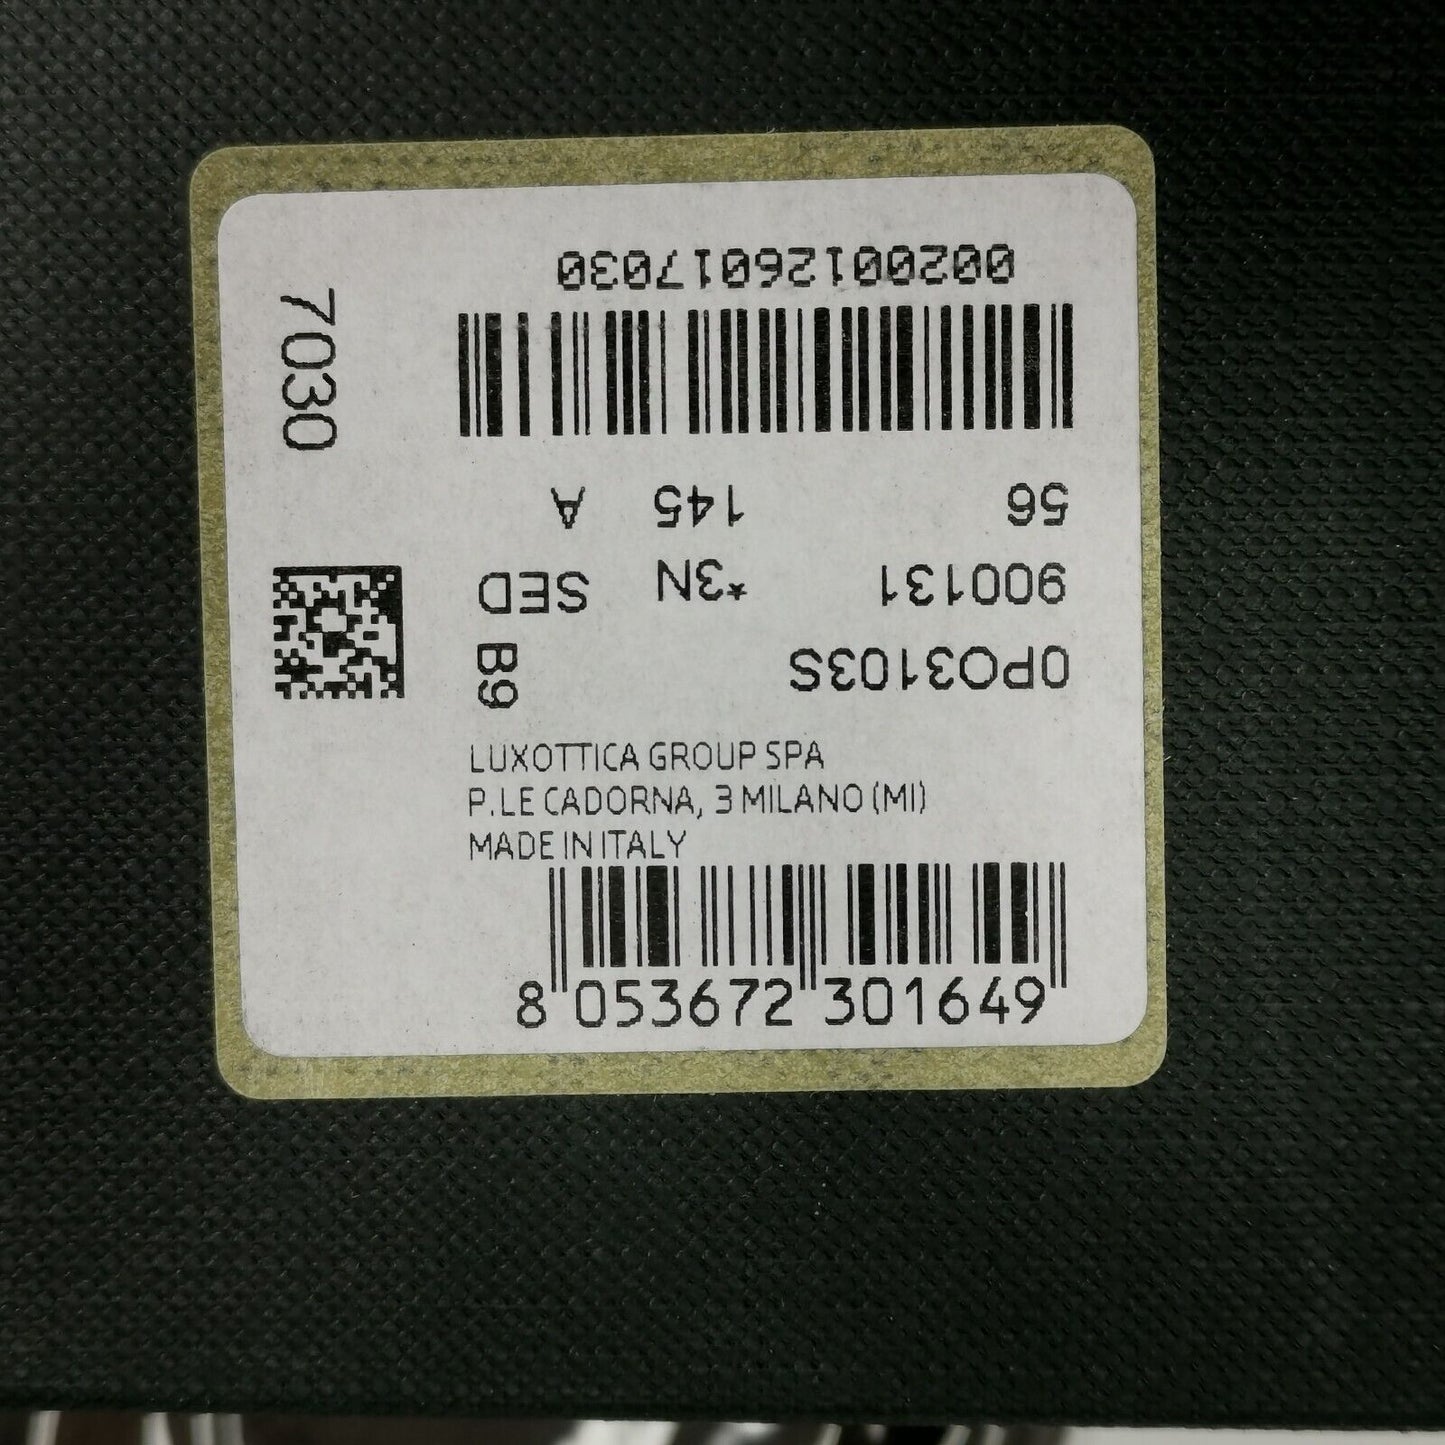 00200126017030
7030
56 145 A
900131 *3N SED
0PO3103S
B9
LUXOTTICA GROUP SPA
P.LE CADORNA, 3 MILANO (MI)
MADE IN ITALY
8 053672 301649